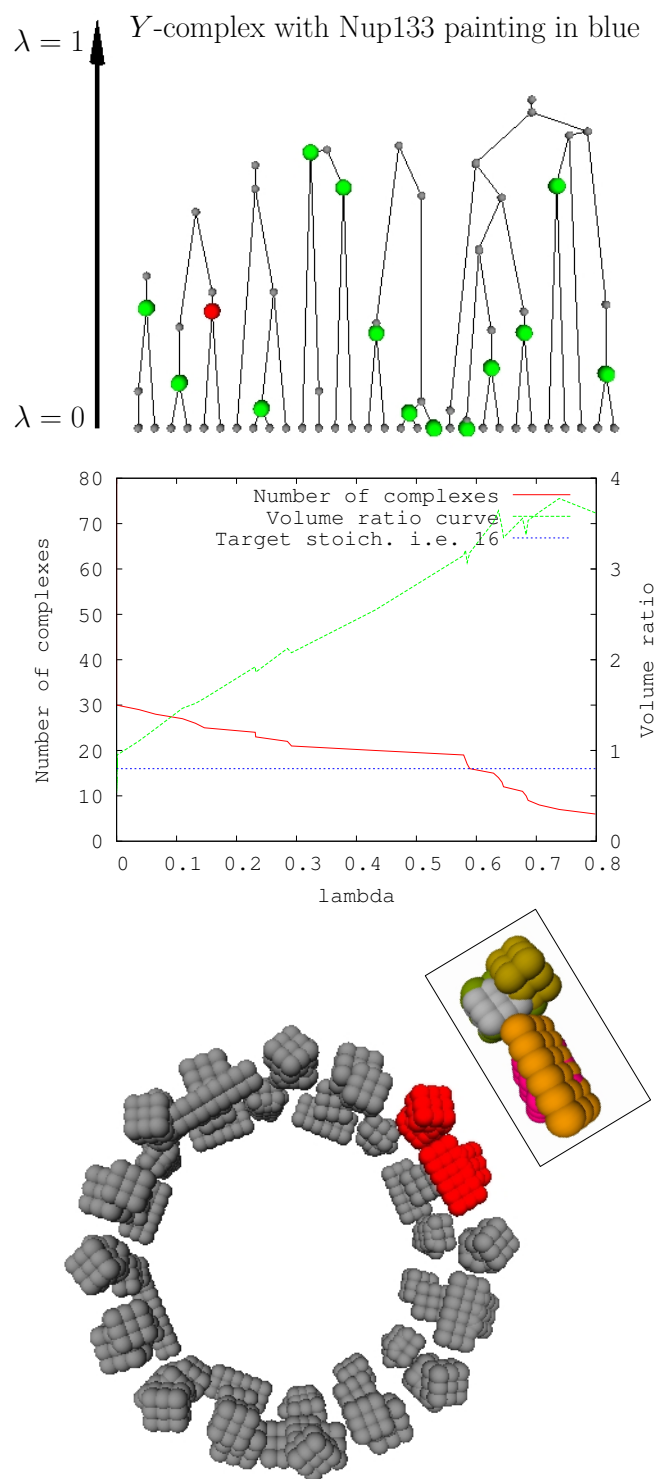 Y-complex with Nup133 painting in blue
λ = 1
λ = 0
80
70
60
50
40
30
20
10
0
4
3
2
1
0
Number of complexes
Volume ratio curve
Target stoich. i.e. 16
Number of complexes
Volume ratio
0 0.1 0.2 0.3 0.4 0.5 0.6 0.7 0.8
lambda